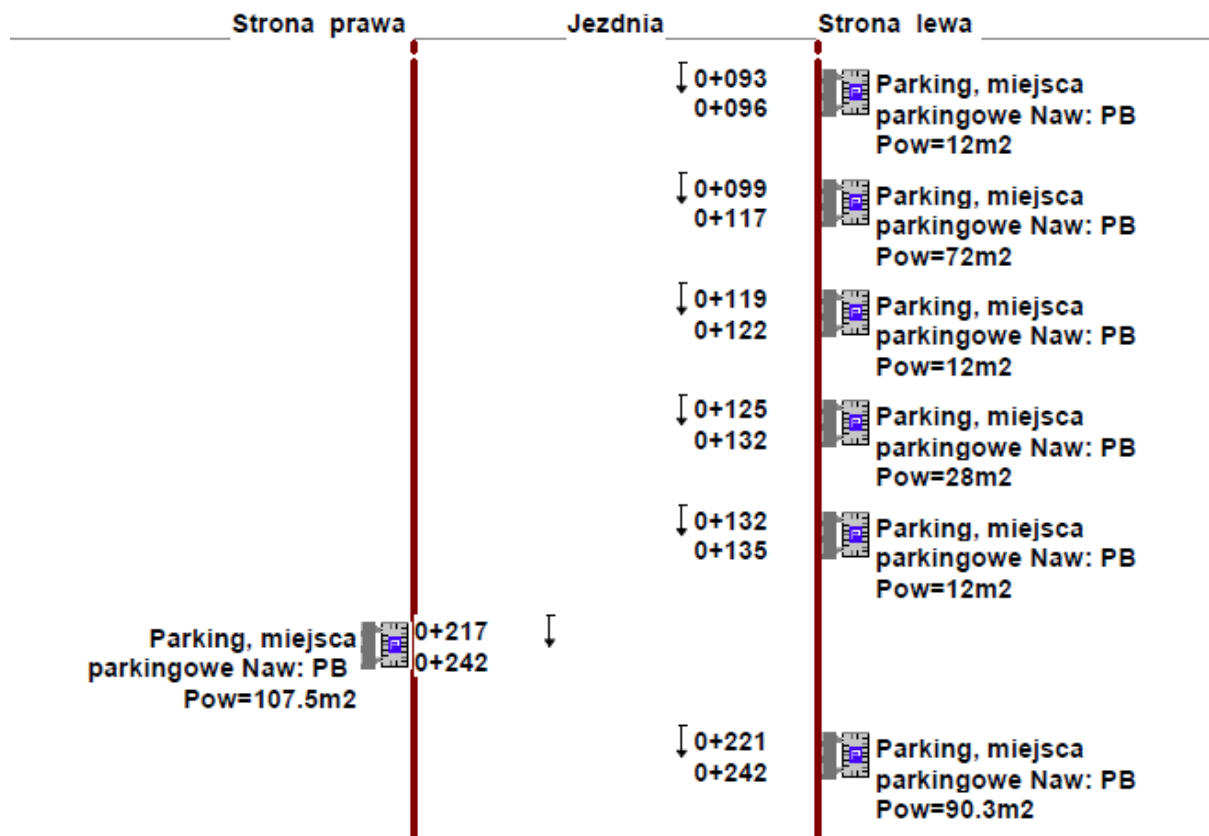 Strona prawa
Jezdnia
Strona lewa
0+093
0+096
Parking, miejsca
parkingowe Naw: PB
Pow=12m2
0+099
0+117
Parking, miejsca
parkingowe Naw: PB
Pow=72m2
0+119
0+122
Parking, miejsca
parkingowe Naw: PB
Pow=12m2
0+125
0+132
Parking, miejsca
parkingowe Naw: PB
Pow=28m2
0+132
0+135
Parking, miejsca
parkingowe Naw: PB
Pow=12m2
Parking, miejsca
parkingowe Naw: PB
Pow=107.5m2
0+217
0+242
0+221
0+242
Parking, miejsca
parkingowe Naw: PB
Pow=90.3m2